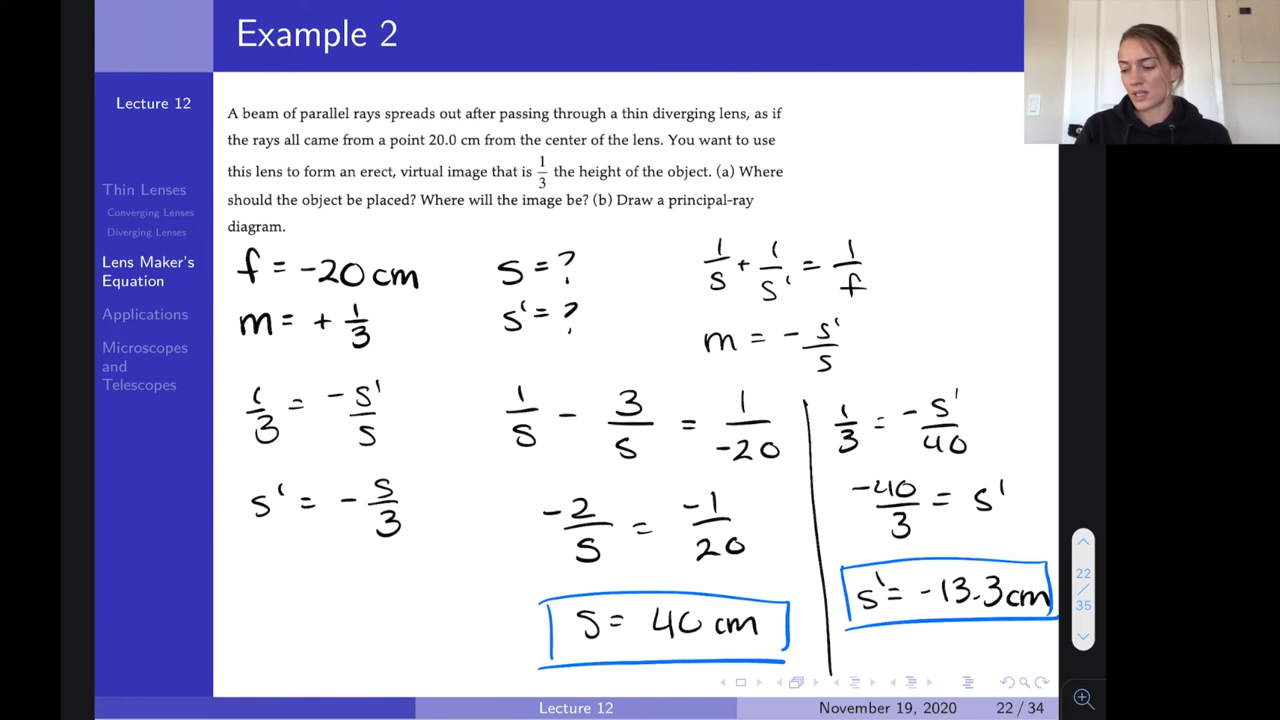 Example 2
Lecture 12
Thin Lenses
Converging Lenses
Diverging Lenses
Lens Maker's
Equation
Applications
Microscopes
and
Telescopes
A beam of parallel rays spreads out after passing through a thin diverging lens, as if
the rays all came from a point 20.0 cm from the center of the lens. You want to use
this lens to form an erect, virtual image that is 1/3 the height of the object. (a) Where
should the object be placed? Where will the image be? (b) Draw a principal-ray
diagram.
f = -20 cm
m = + 1/3
s = ?
s' = ?
1/s + 1/s' = 1/f
m = - s'/s
1/3 = -s'/s
s' = - s/3
1/s - 3/s = 1/-20
-2/s = -1/20
s = 40 cm
1/3 = - s'/40
-40/3 = s'
s' = -13.3 cm
22
/
35
Lecture 12
November 19, 2020
22 / 34